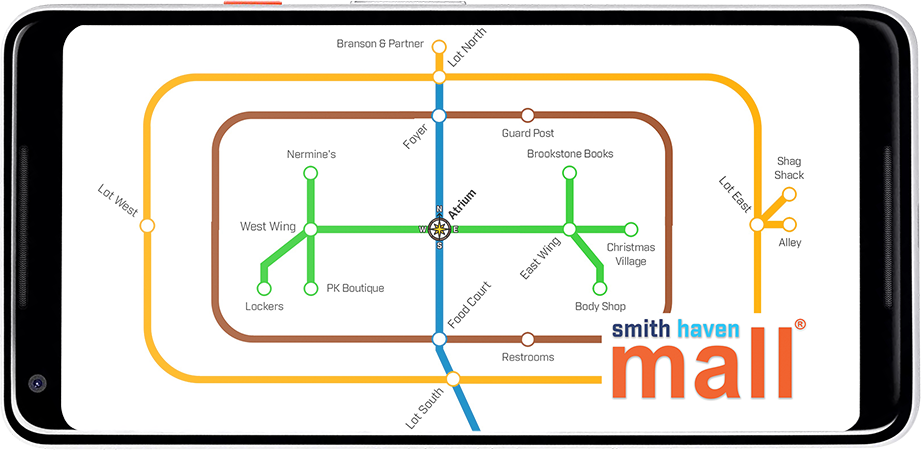 Branson & Partner
Lot North
Foyer
Guard Post
Nermine's
Brookstone Books
Shag
Shack
Lot West
Lot East
Atrium
N
W E
S
West Wing
East Wing
Christmas
Village
Alley
Lockers
PK Boutique
Food Court
Body Shop
smith haven
mall®
Restrooms
Lot South